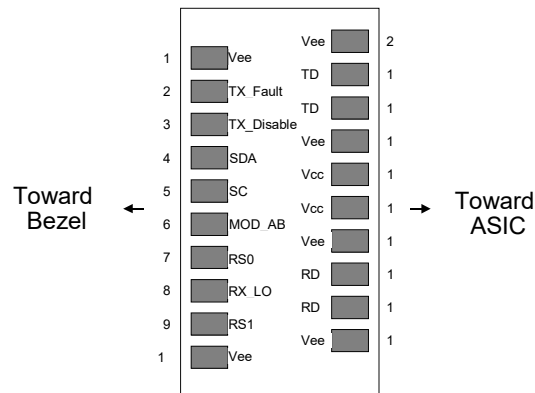 Vee 2
1 Vee
TD 1
2 TX_Fault
TD 1
3 TX_Disable
Vee 1
4 SDA
Vcc 1
5 SC
Vcc 1
6 MOD_AB
Vee 1
7 RS0
RD 1
8 RX_LO
RD 1
9 RS1
Vee 1
1 Vee
Toward
Bezel
Toward
ASIC